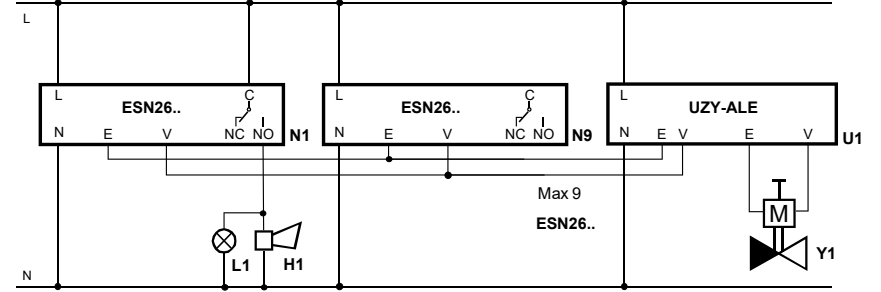 L
L C L C L
ESN26.. ESN26.. UZY-ALE
N E V NC NO N1 N E V NC NO N9 N E V E V U1
Max 9
ESN26..
M
L1 H1 Y1
N